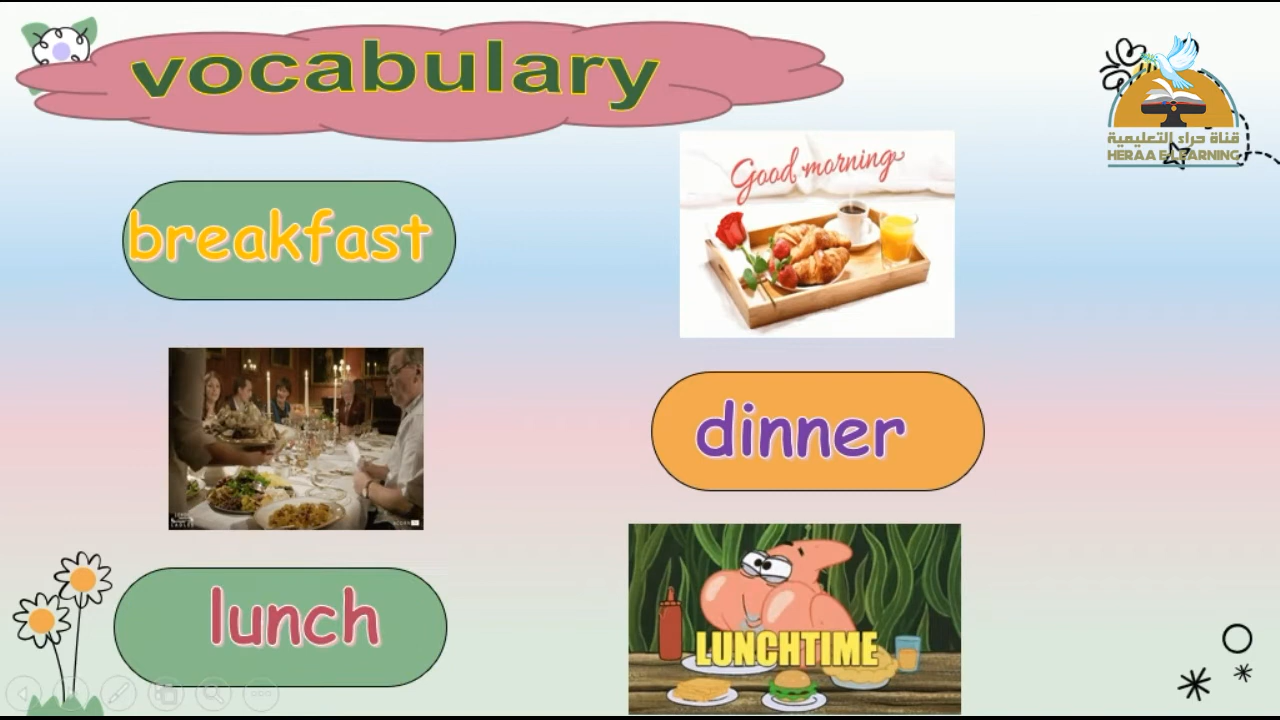 vocabulary
قناة حراء التعليمية
HERAA E-LEARNING
Good morning
breakfast
dinner
lunch
LUNCHTIME